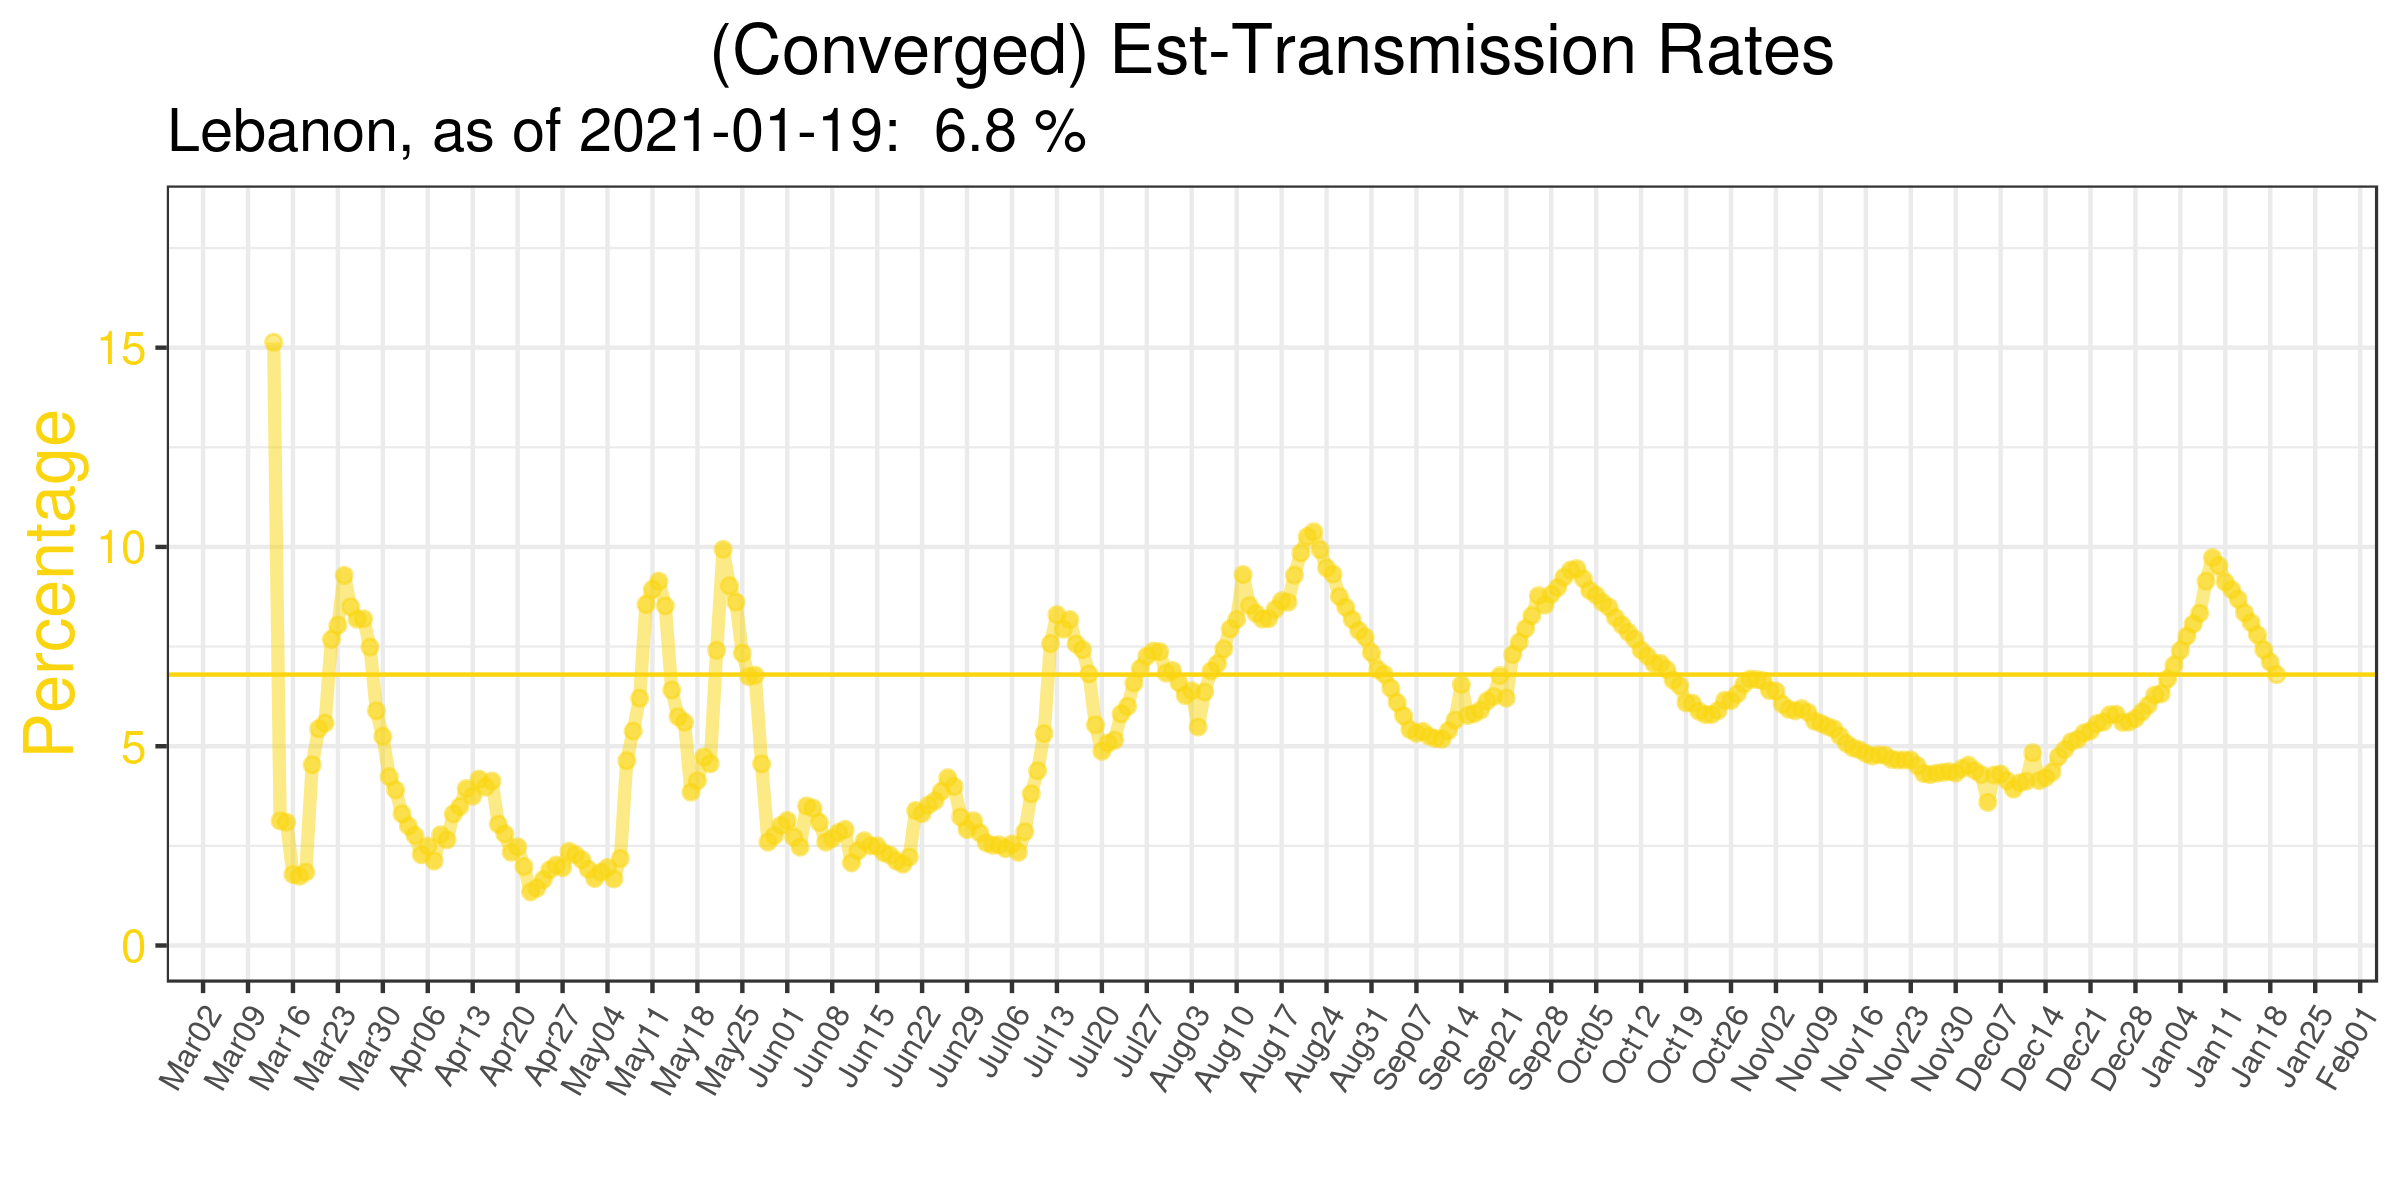 (Converged) Est-Transmission Rates
Lebanon, as of 2021-01-19:  6.8 %
Percentage
15
10
5
0
Mar02 Mar09 Mar16 Mar23 Mar30 Apr06 Apr13 Apr20 Apr27 May04 May11 May18 May25 Jun01 Jun08 Jun15 Jun22 Jun29 Jul06 Jul13 Jul20 Jul27 Aug03 Aug10 Aug17 Aug24 Aug31 Sep07 Sep14 Sep21 Sep28 Oct05 Oct12 Oct19 Oct26 Nov02 Nov09 Nov16 Nov23 Nov30 Dec07 Dec14 Dec21 Dec28 Jan04 Jan11 Jan18 Jan25 Feb01